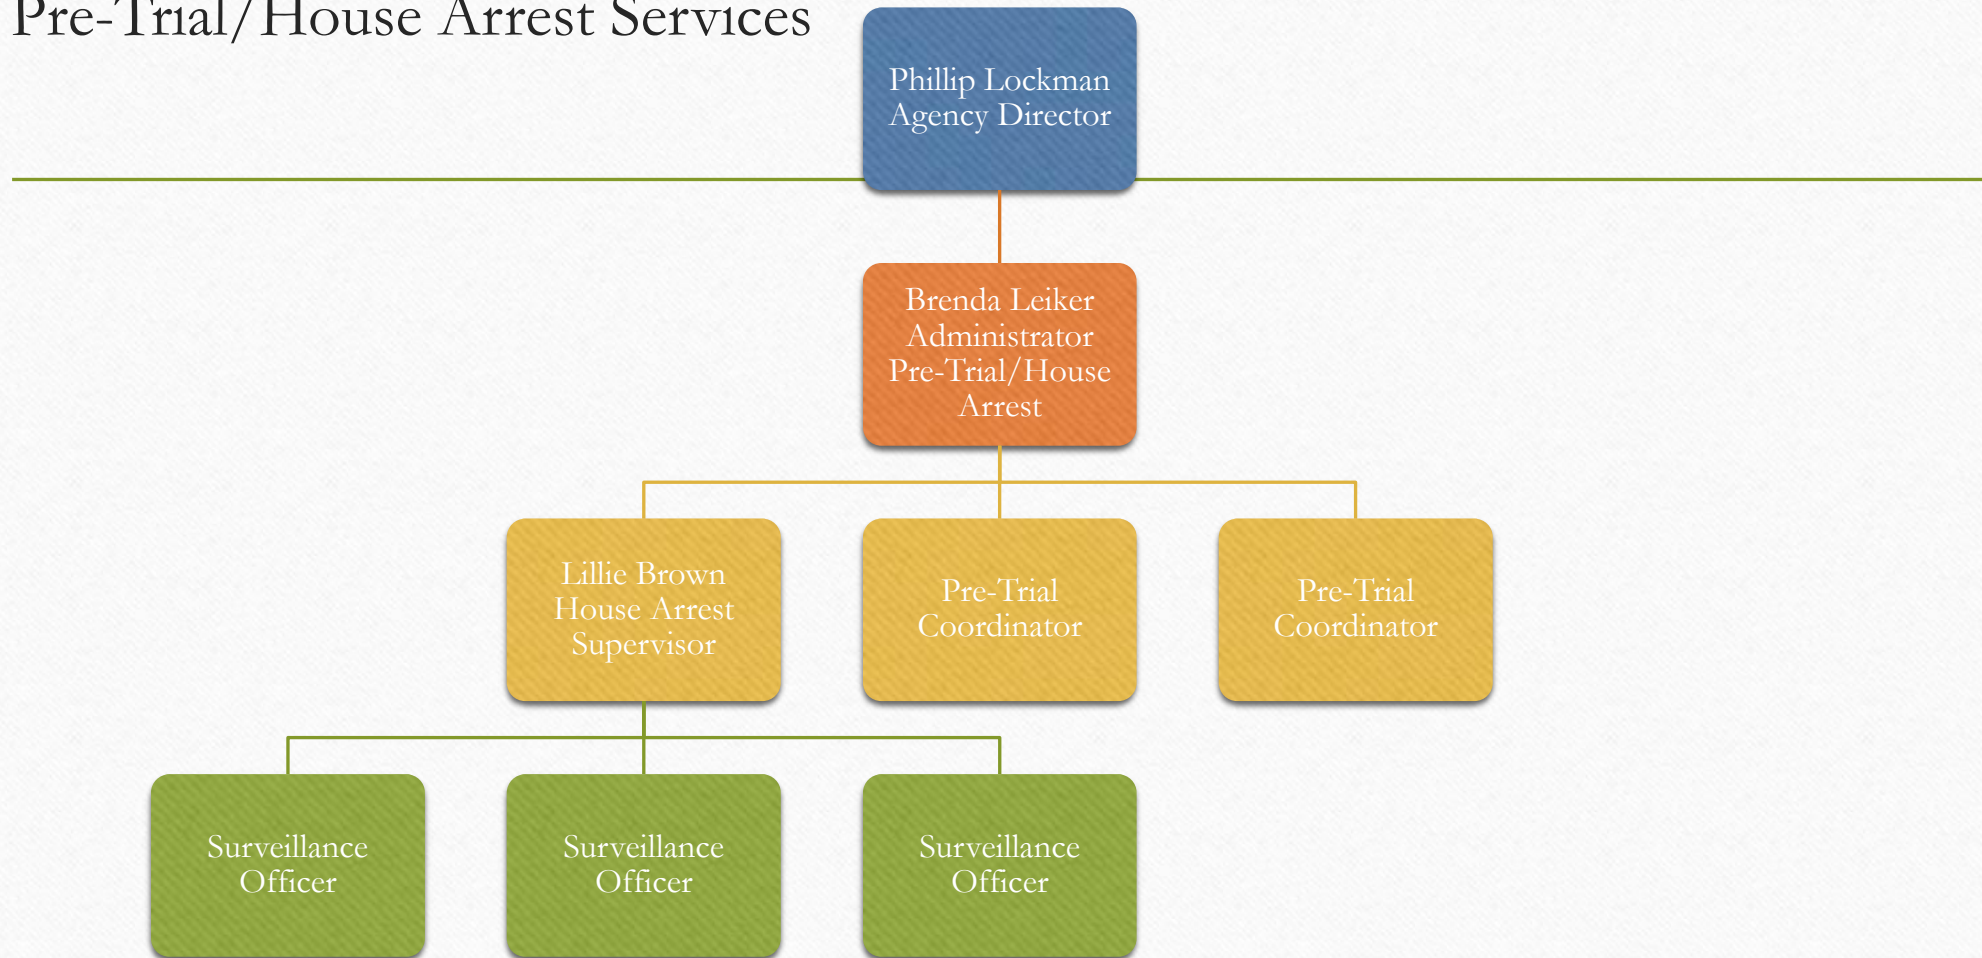 Pre-Trial/House Arrest Services
Phillip Lockman
Agency Director
Brenda Leiker
Administrator
Pre-Trial/House
Arrest
Lillie Brown
House Arrest
Supervisor
Pre-Trial
Coordinator
Pre-Trial
Coordinator
Surveillance
Officer
Surveillance
Officer
Surveillance
Officer